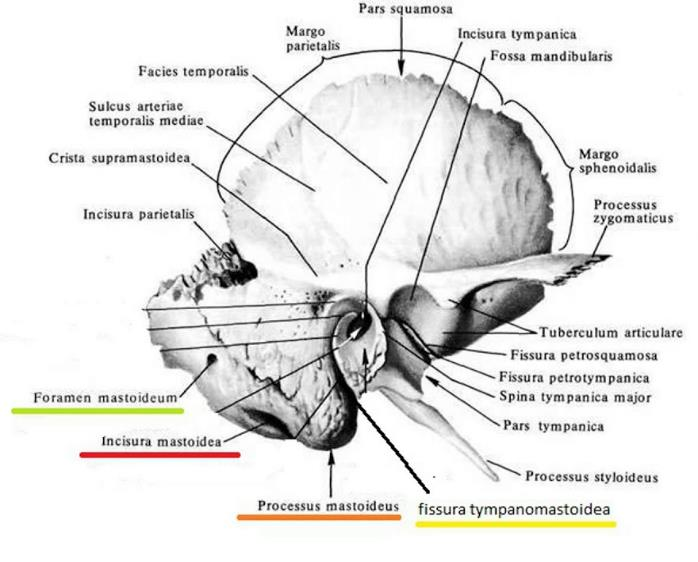 Pars squamosa
Margo
parietalis
Incisura tympanica
Fossa mandibularis
Facies temporalis
Sulcus arteriae
temporalis mediae
Crista supramastoidea
Margo
sphenoidalis
Processus
zygomaticus
Incisura parietalis
Tuberculum articulare
Fissura petrosquamosa
Fissura petrotympanica
Spina tympanica major
Foramen mastoideum
Pars tympanica
Incisura mastoidea
Processus styloideus
Processus mastoideus
fissura tympanomastoidea